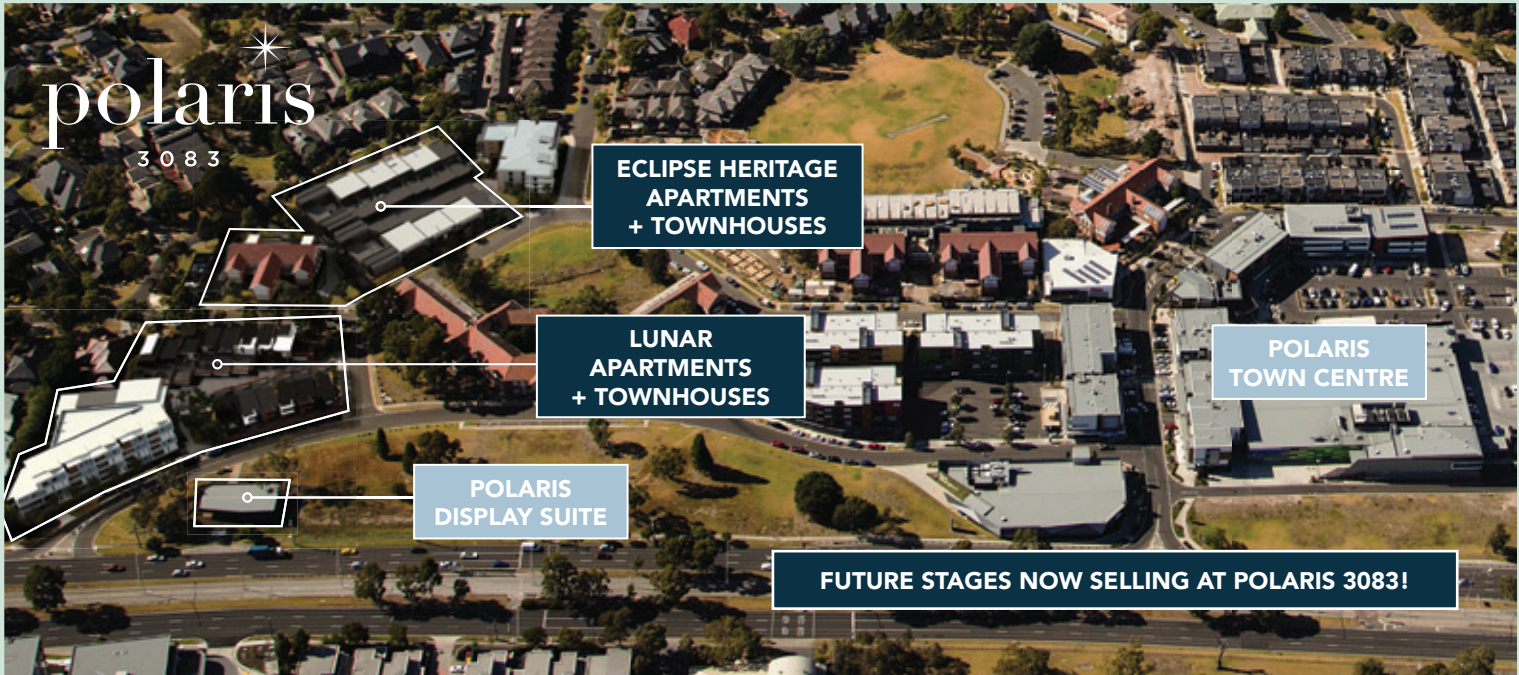 polaris
3083
ECLIPSE HERITAGE
APARTMENTS
+ TOWNHOUSES
LUNAR
APARTMENTS
+ TOWNHOUSES
POLARIS
TOWN CENTRE
POLARIS
DISPLAY SUITE
FUTURE STAGES NOW SELLING AT POLARIS 3083!